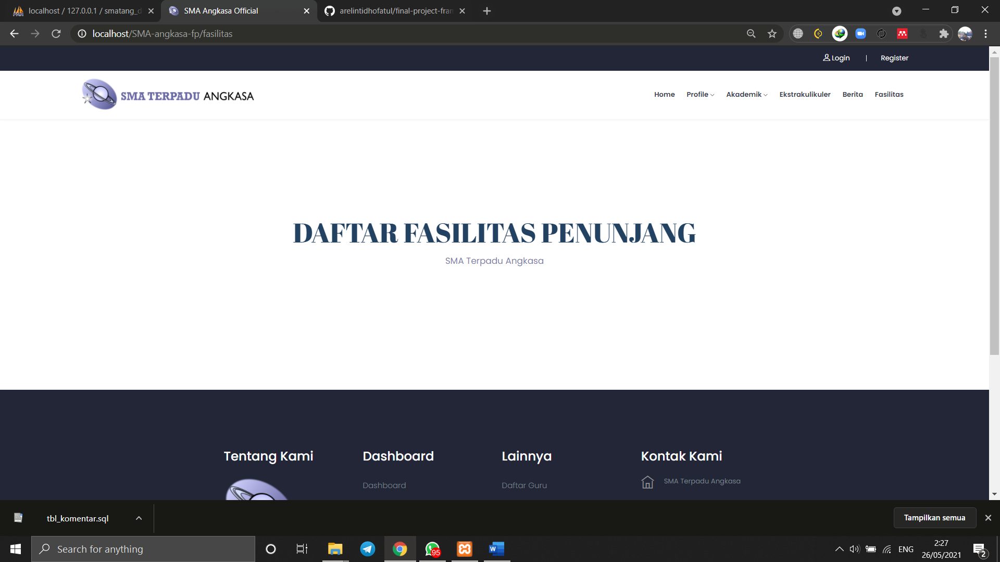 localhost / 127.0.0.1 / smatang_d
SMA Angkasa Official
arelintidhofatul/final-project-fran
localhost/SMA-angkasa-fp/fasilitas
Login | Register
SMA TERPADU ANGKASA
Home Profile Akademik Ekstrakulikuler Berita Fasilitas
DAFTAR FASILITAS PENUNJANG
SMA Terpadu Angkasa
Tentang Kami Dashboard Lainnya Kontak Kami
Dashboard Daftar Guru SMA Terpadu Angkasa
tbl_komentar.sql
Tampilkan semua
Search for anything
95
ENG
2:27
26/05/2021
2